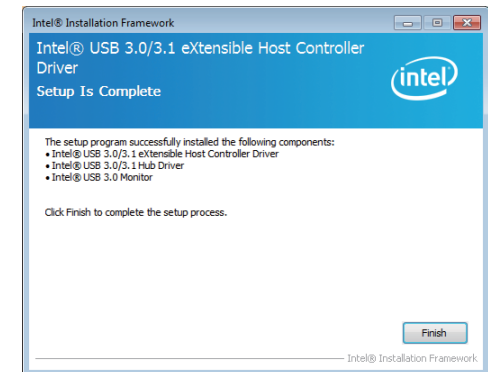 Intel® Installation Framework
Intel® USB 3.0/3.1 eXtensible Host Controller
Driver
Setup Is Complete
intel
The setup program successfully installed the following components:
• Intel® USB 3.0/3.1 eXtensible Host Controller Driver
• Intel® USB 3.0/3.1 Hub Driver
• Intel® USB 3.0 Monitor
Click Finish to complete the setup process.
Finish
Intel® Installation Framework